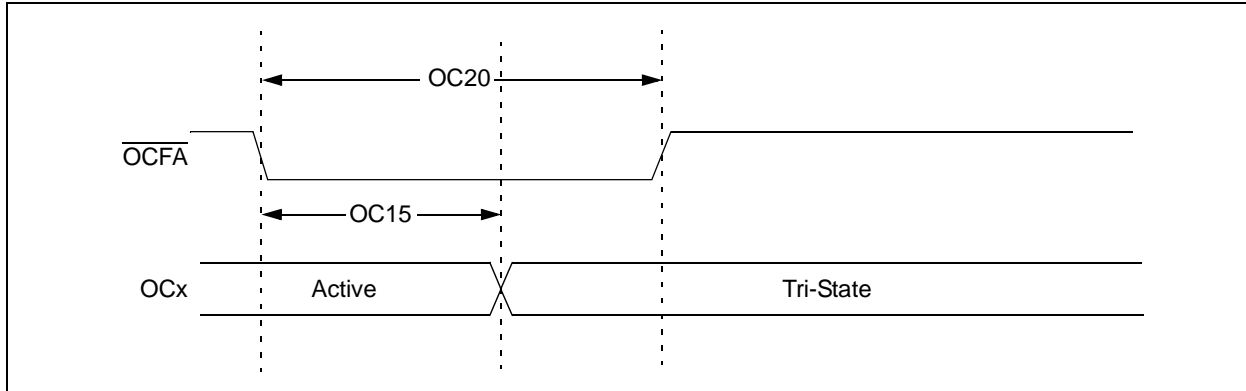 OC20
OCFA
OC15
OCx
Active
Tri-State